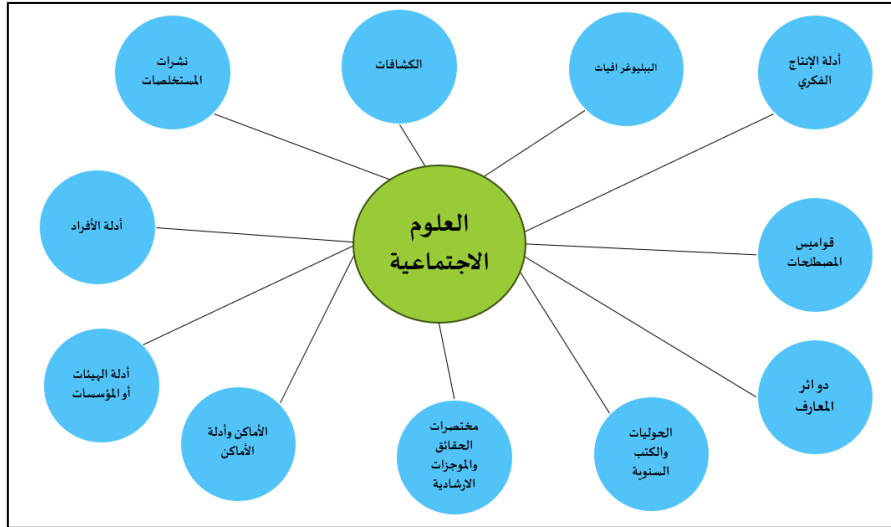 أدلة الإنتاج
الفكري
الببليوغرافيات
الكشافات
نشرات
المستخلصات
العلوم
الاجتماعية
قواميس
المصطلحات
أدلة الأفراد
دوائر
المعارف
أدلة الهيئات
أو المؤسسات
الحوليات
والكتب
السنوية
مختصرات
الحقائق
والموجزات
الارشادية
الأماكن وأدلة
الأماكن